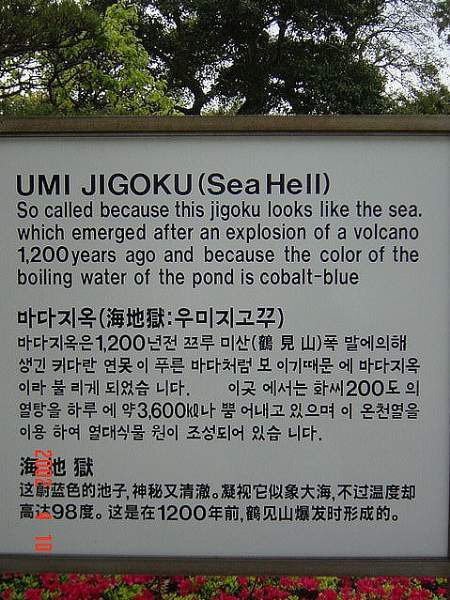 UMI JIGOKU(Sea Hell)
So called because this jigoku looks like the sea.
which emerged after an explosion of a volcano
1,200 years ago and because the color of the
boiling water of the pond is cobalt-blue
바다지옥(海地獄:우미지고꾸)
바다지옥은1,200년전 쯔루 미산(鶴 見 山)폭 발에의해
생긴 커다란 연못 이 푸른 바다처럼 보 이기때문 에 바다지옥
이라 불 리게 되었습 니다. 이곳 에서는 화씨200도 의
열탕을 하루 에 약3,600㎘나 뿜 어내고 있으며 이 온천열을
이용 하여 열대식물 원이 조성되어 있습 니다.
海 地 獄
这蔚蓝色的池子,神秘又清澈。凝视它似象大海,不过温度却
高达98度。这是在1200年前,鹤见山爆发时形成的。
2002 4 10